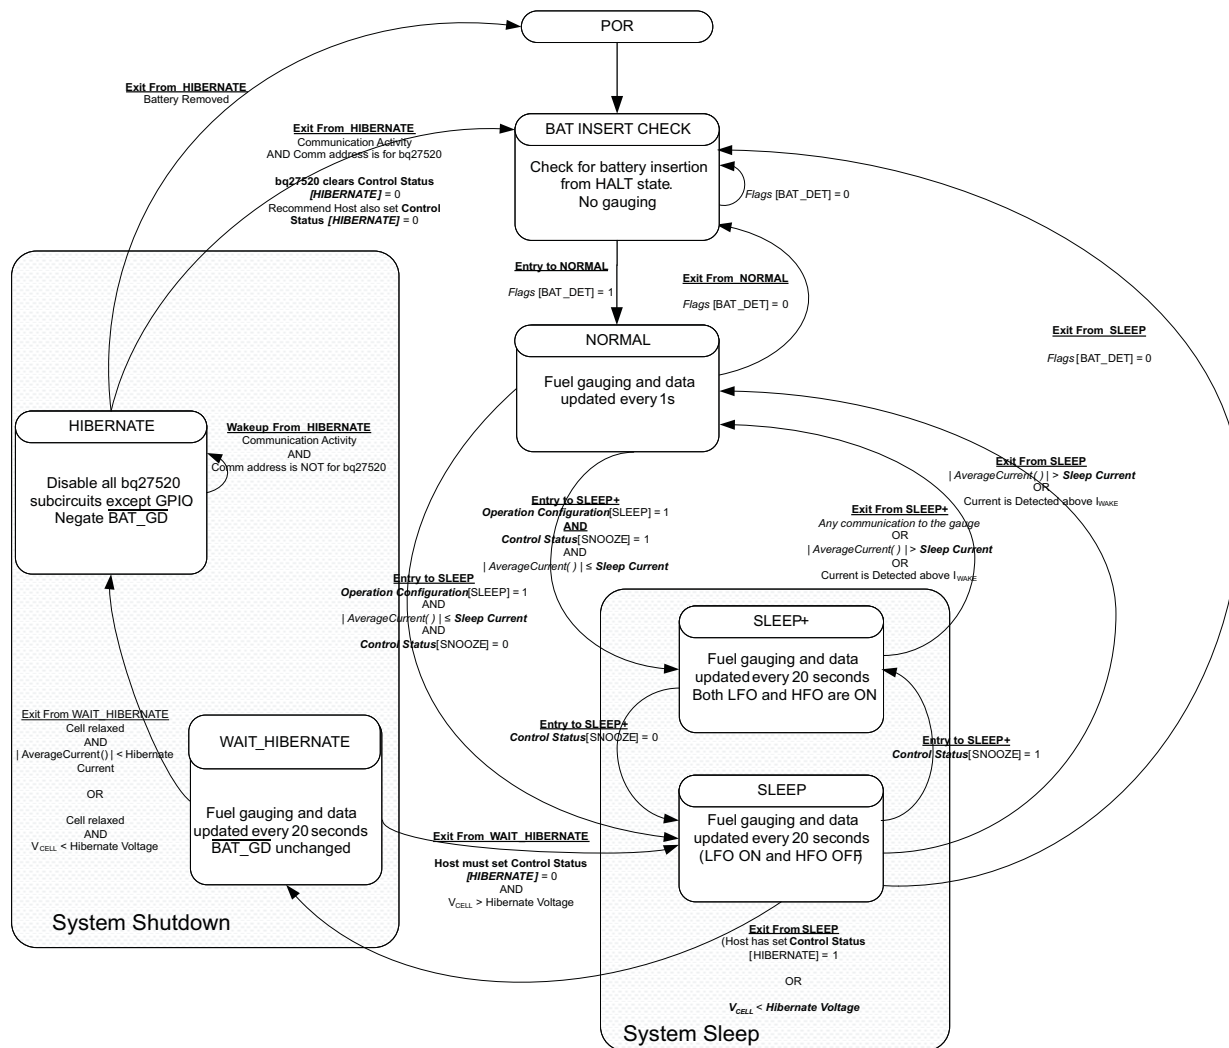 POR
Exit From HIBERNATE
Battery Removed
Exit From HIBERNATE
Communication Activity
AND Comm address is for bq27520
bq27520 clears Control Status
[HIBERNATE] = 0
Recommend Host also set Control
Status [HIBERNATE] = 0
BAT INSERT CHECK
Check for battery insertion
from HALT state.
No gauging
Flags [BAT_DET] = 0
Entry to NORMAL
Flags [BAT_DET] = 1
Exit From NORMAL
Flags [BAT_DET] = 0
Exit From SLEEP
Flags [BAT_DET] = 0
NORMAL
Fuel gauging and data
updated every 1s
HIBERNATE
Disable all bq27520
subcircuits except GPIO
Negate BAT_GD
Wakeup From HIBERNATE
Communication Activity
AND
Comm address is NOT for bq27520
Entry to SLEEP+
Operation Configuration[SLEEP] = 1
AND
Control Status[SNOOZE] = 1
AND
| AverageCurrent( ) | ≤ Sleep Current
Exit From SLEEP
| AverageCurrent( ) | > Sleep Current
OR
Current is Detected above IWAKE
Exit From SLEEP+
Any communication to the gauge
OR
| AverageCurrent( ) | > Sleep Current
OR
Current is Detected above IWAKE
Entry to SLEEP
Operation Configuration[SLEEP] = 1
AND
| AverageCurrent( ) | ≤ Sleep Current
AND
Control Status[SNOOZE] = 0
SLEEP+
Fuel gauging and data
updated every 20 seconds
Both LFO and HFO are ON
Entry to SLEEP+
Control Status[SNOOZE] = 0
Entry to SLEEP+
Control Status[SNOOZE] = 1
Exit From WAIT_HIBERNATE
Cell relaxed
AND
| AverageCurrent() | < Hibernate
Current
OR
Cell relaxed
AND
VCELL < Hibernate Voltage
WAIT_HIBERNATE
Fuel gauging and data
updated every 20 seconds
BAT_GD unchanged
SLEEP
Fuel gauging and data
updated every 20 seconds
(LFO ON and HFO OFF)
Exit From WAIT_HIBERNATE
Host must set Control Status
[HIBERNATE] = 0
AND
VCELL > Hibernate Voltage
System Shutdown
Exit From SLEEP
(Host has set Control Status
[HIBERNATE] = 1
OR
VCELL < Hibernate Voltage
System Sleep